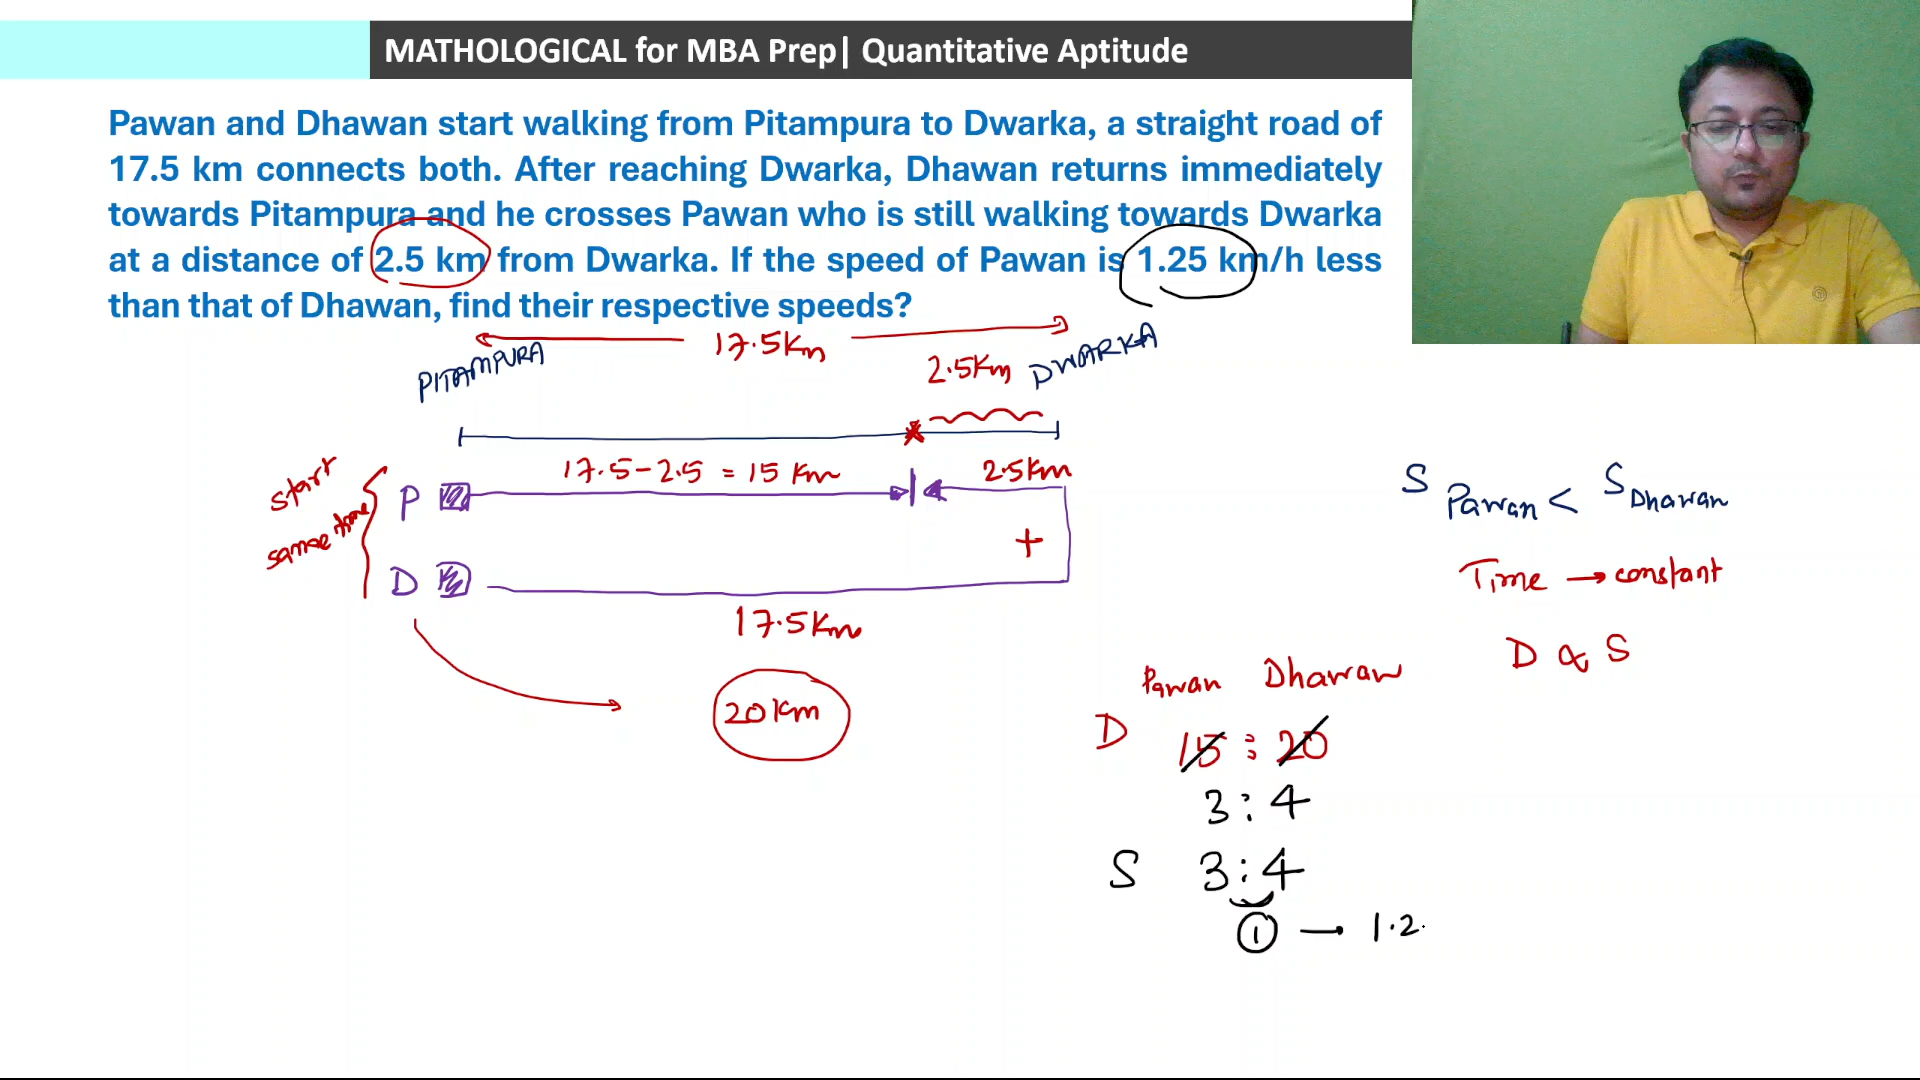 MATHOLOGICAL for MBA Prep| Quantitative Aptitude
Pawan and Dhawan start walking from Pitampura to Dwarka, a straight road of
17.5 km connects both. After reaching Dwarka, Dhawan returns immediately
towards Pitampura and he crosses Pawan who is still walking towards Dwarka
at a distance of 2.5 km from Dwarka. If the speed of Pawan is 1.25 km/h less
than that of Dhawan, find their respective speeds?
17.5Km
PITAMPURA
2.5Km
DWARKA
17.5-2.5 = 15 Km
2.5Km
start
same time
P
+
D
17.5Km
20Km
S Pawan < S Dhawan
Time → constant
D ∝ S
Pawan Dhawan
D 15 : 20
3 : 4
S 3 : 4
1 → 1.2